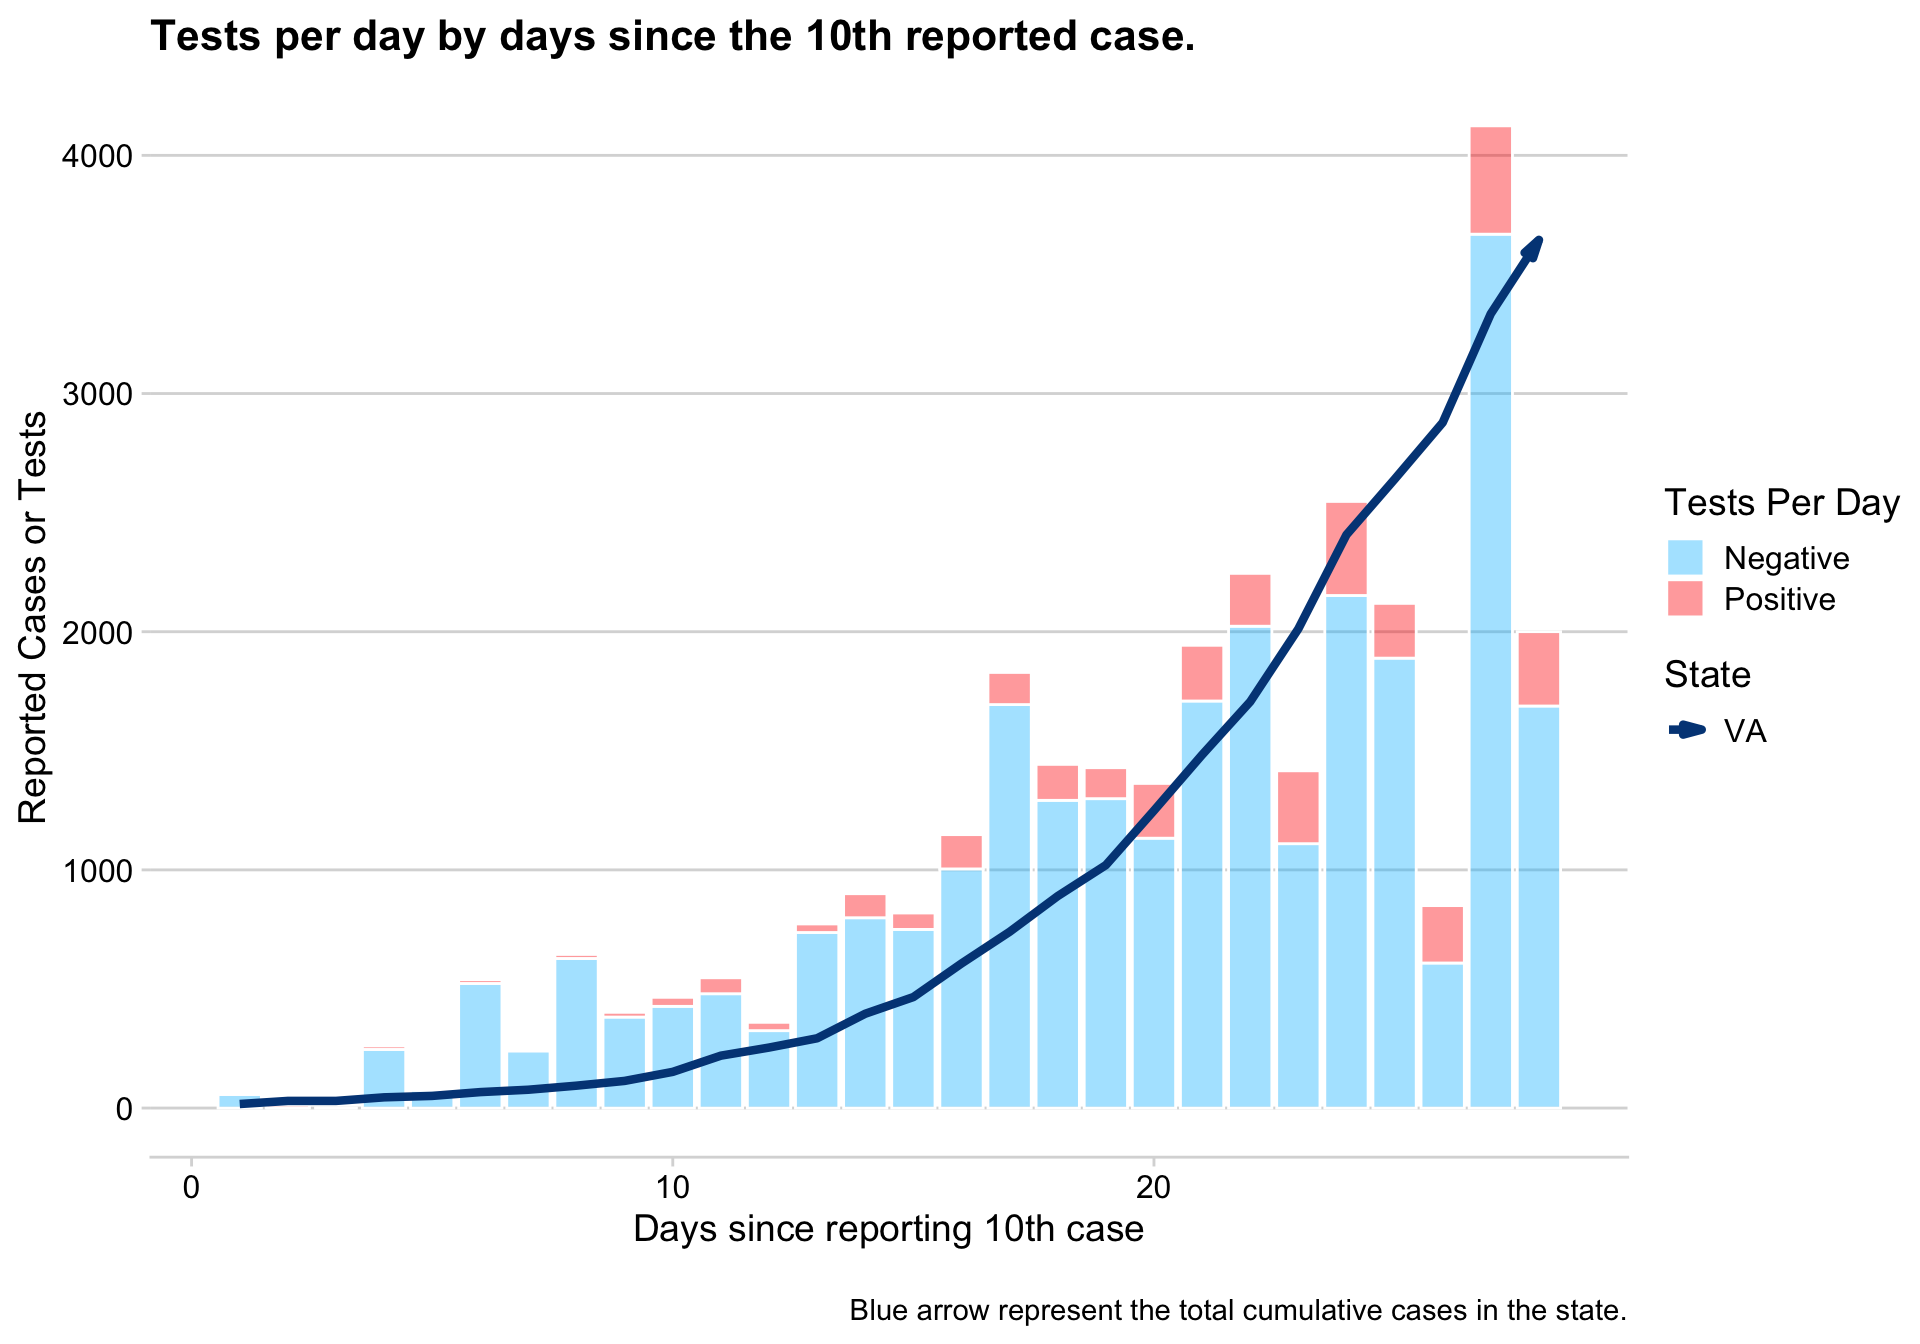 Tests per day by days since the 10th reported case.
4000
3000
2000
1000
0
Reported Cases or Tests
0 10 20
Days since reporting 10th case
Tests Per Day
Negative
Positive
State
VA
Blue arrow represent the total cumulative cases in the state.